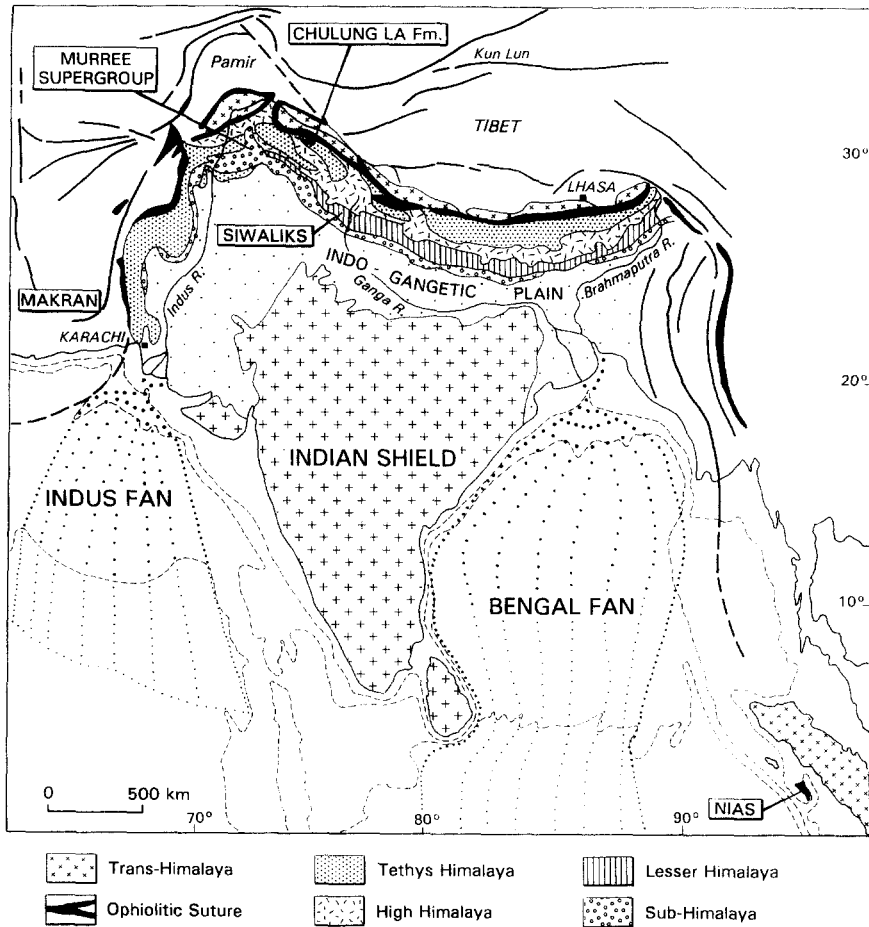 CHULUNG LA Fm.
MURREE
SUPERGROUP
Pamir
Kun Lun
TIBET
30°
LHASA
SIWALIKS
INDO - GANGETIC PLAIN
Ganga R.
Brahmaputra R.
Indus R.
MAKRAN
KARACHI
20°
INDIAN SHIELD
INDUS FAN
BENGAL FAN
10°
0 500 km
NIAS
70° 80° 90°
Trans-Himalaya
Tethys Himalaya
Lesser Himalaya
Ophiolitic Suture
High Himalaya
Sub-Himalaya